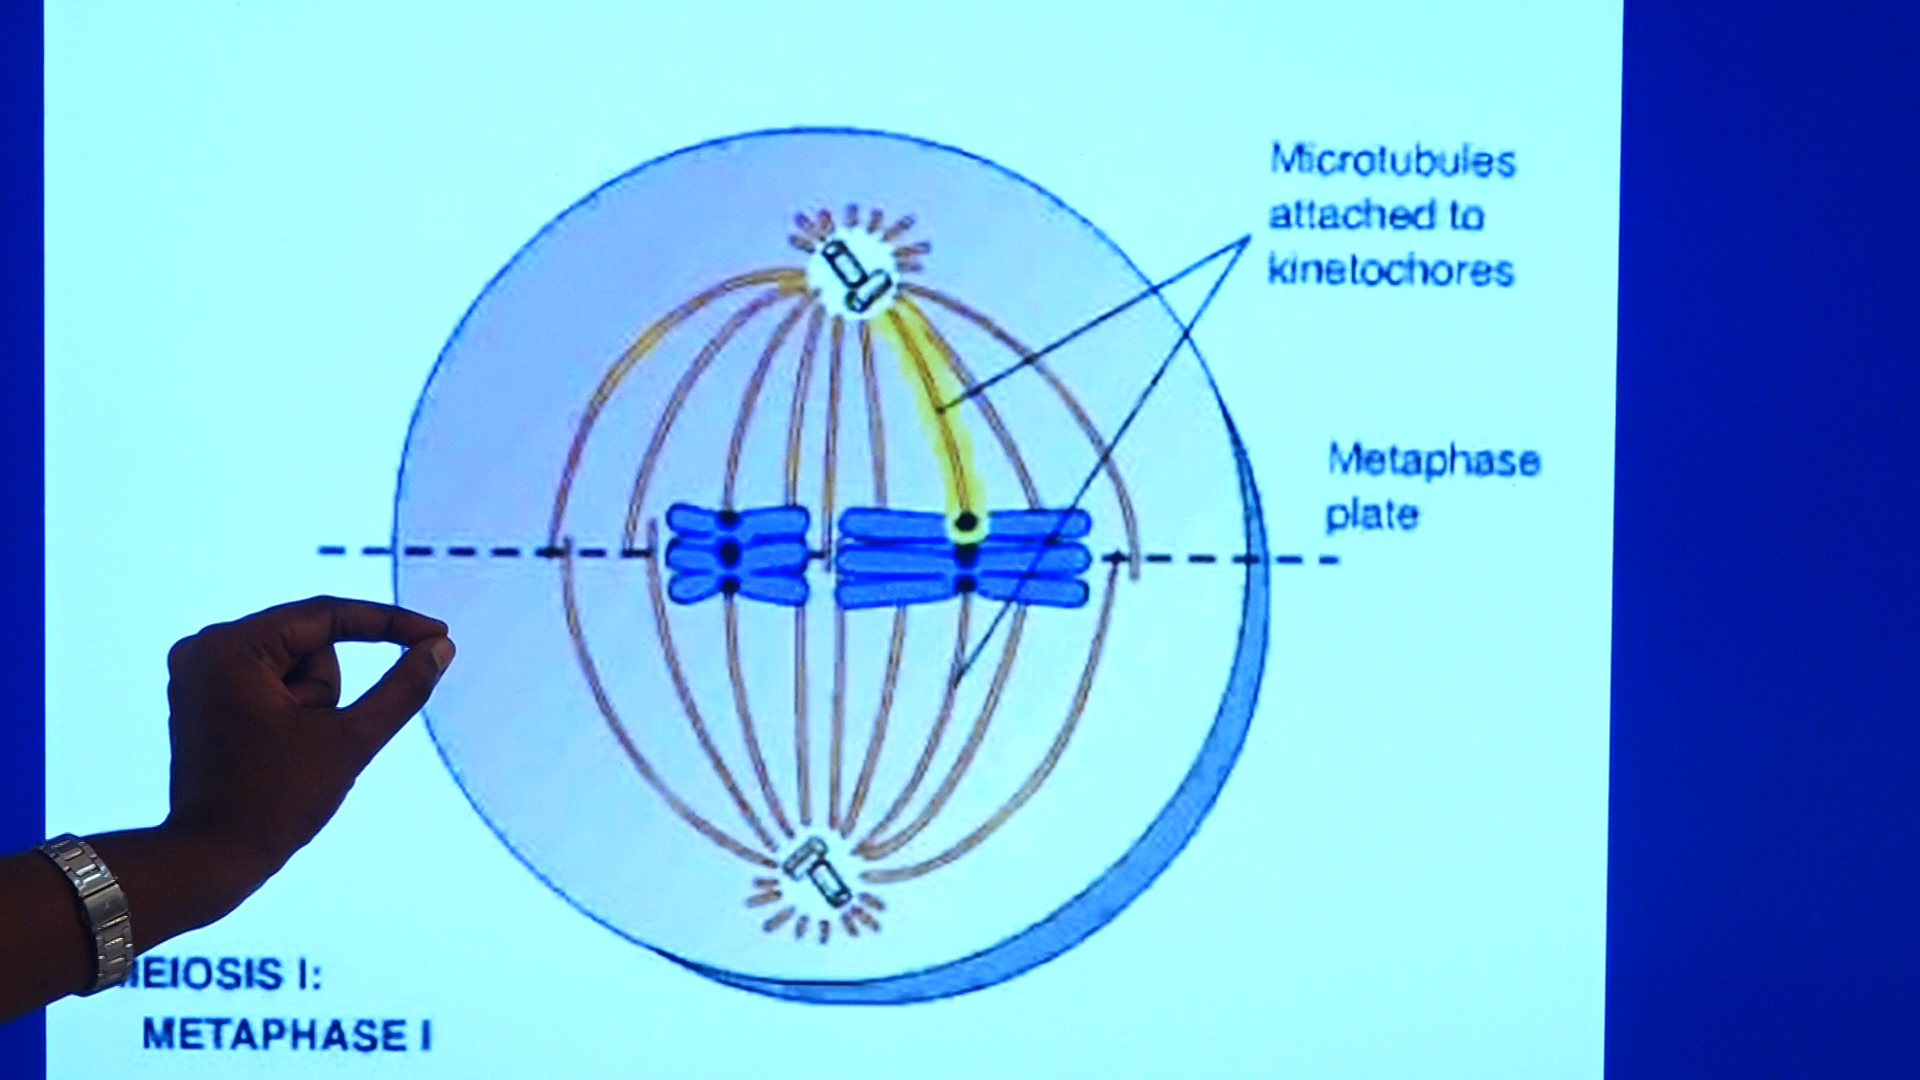 Microtubules
attached to
kinetochores
Metaphase
plate
MEIOSIS I:
METAPHASE I